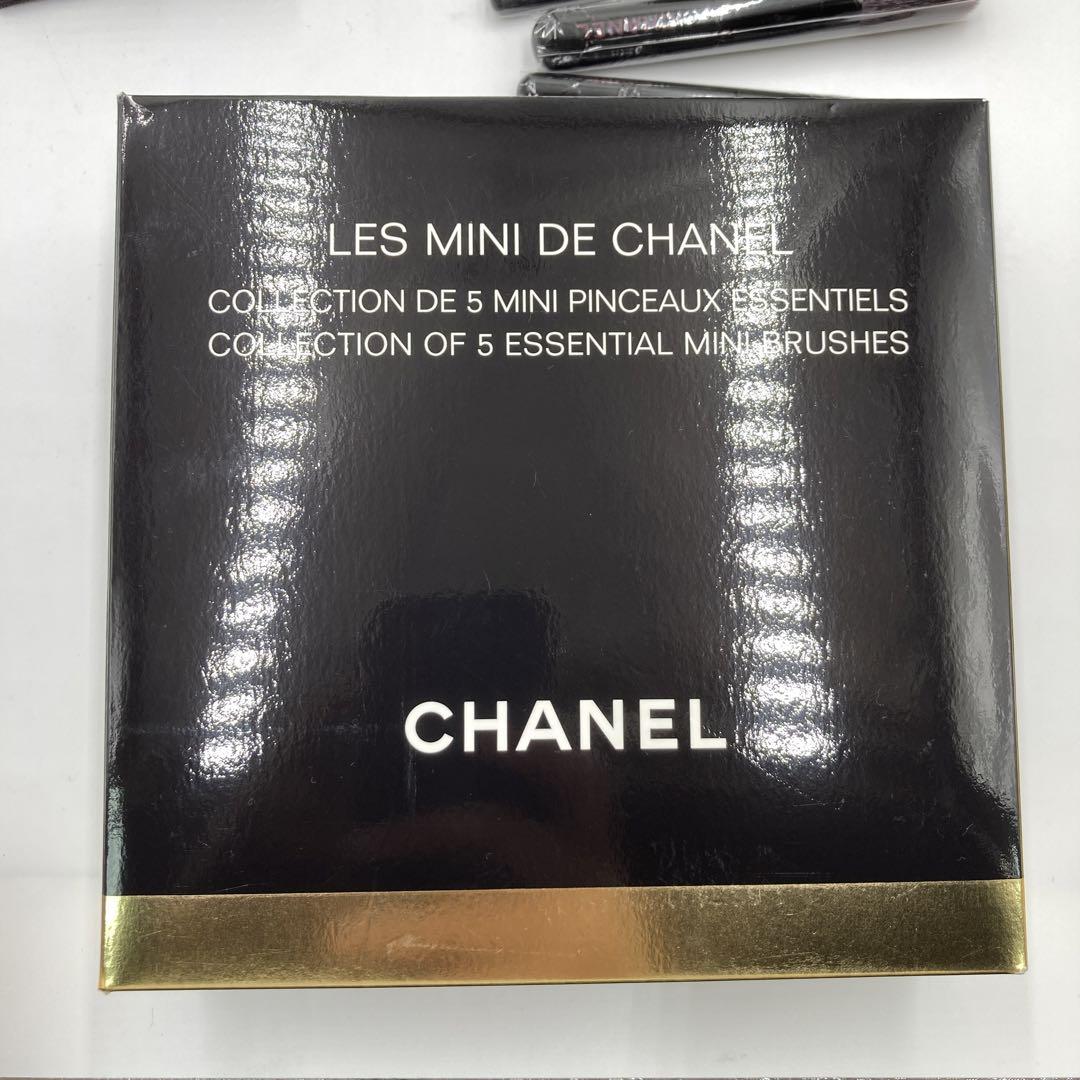 LES MINI DE CHANEL
COLLECTION DE 5 MINI PINCEAUX ESSENTIELS
COLLECTION OF 5 ESSENTIAL MINI BRUSHES
CHANEL